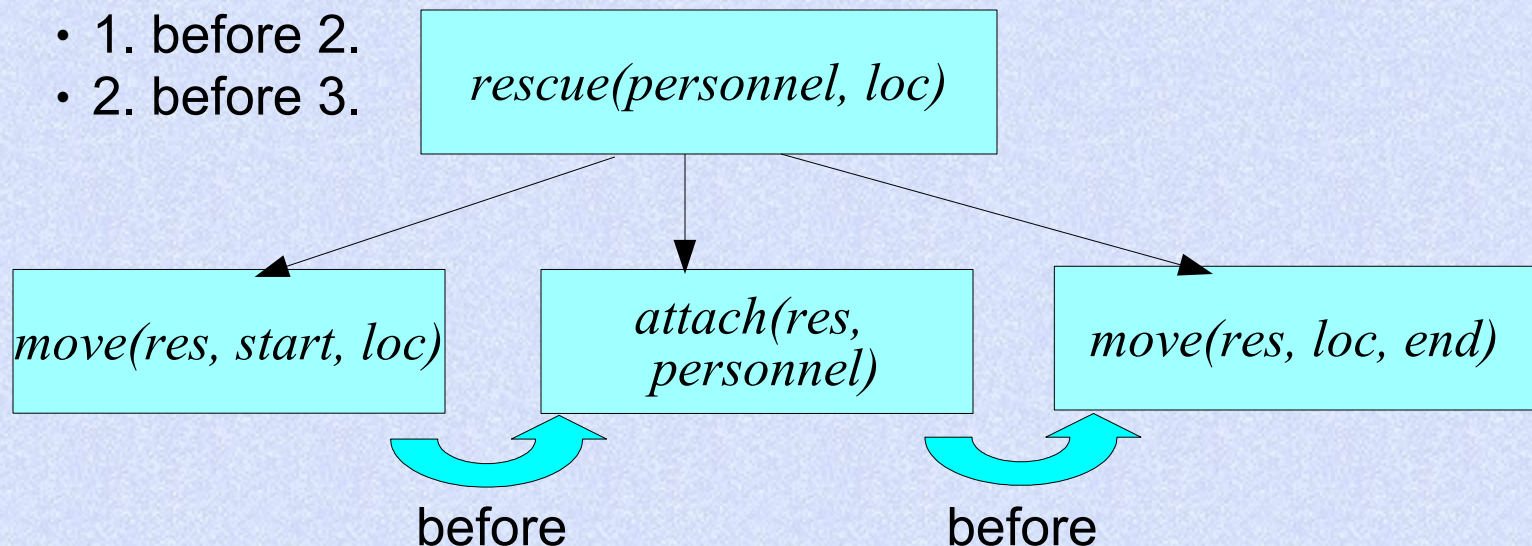 • 1. before 2.
• 2. before 3.
rescue(personnel, loc)
move(res, start, loc)
attach(res,
personnel)
move(res, loc, end)
before
before